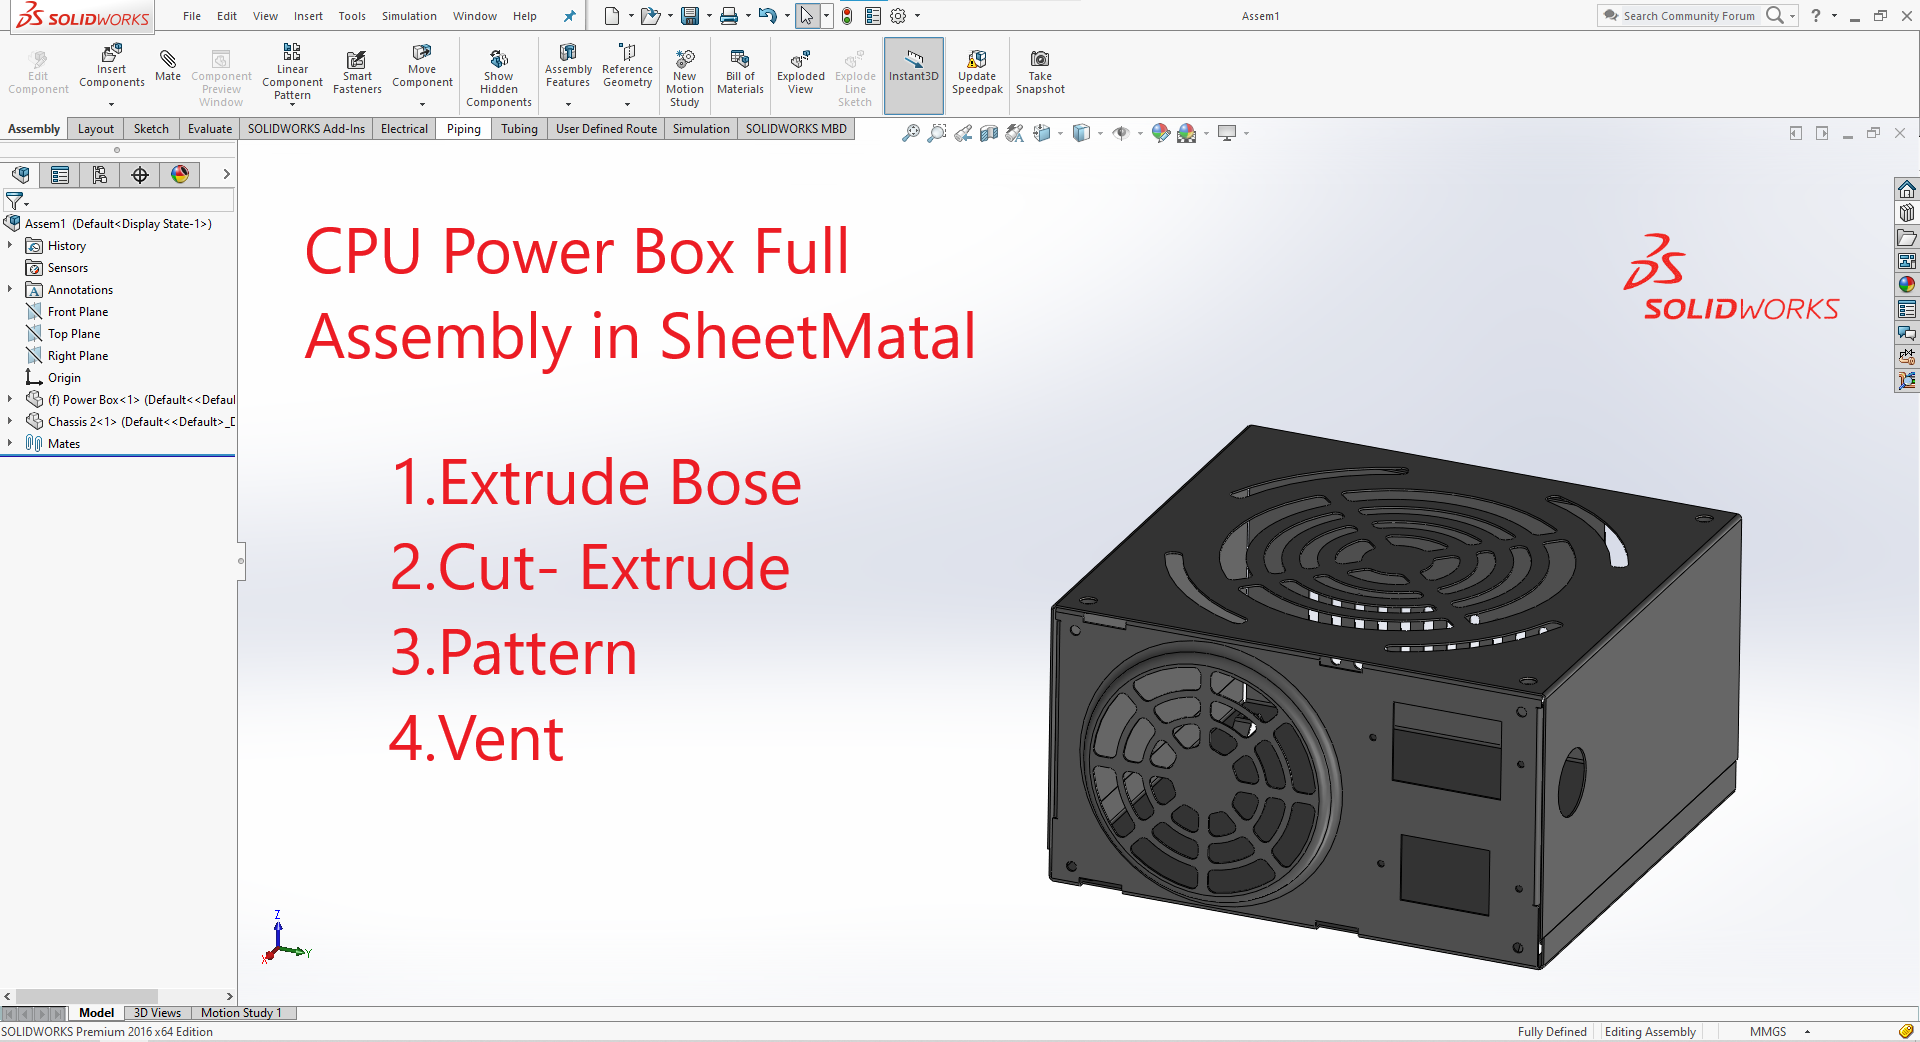 SOLIDWORKS File Edit View Insert Tools Simulation Window Help Assem1 Search Community Forum ?
Edit Component
Insert Components
Mate
Component Preview Window
Linear Component Pattern
Smart Fasteners
Move Component
Show Hidden Components
Assembly Features
Reference Geometry
New Motion Study
Bill of Materials
Exploded View
Explode Line Sketch
Instant3D
Update Speedpak
Take Snapshot
Assembly Layout Sketch Evaluate SOLIDWORKS Add-Ins Electrical Piping Tubing User Defined Route Simulation SOLIDWORKS MBD
Assem1 (Default<Display State-1>)
History
Sensors
Annotations
Front Plane
Top Plane
Right Plane
Origin
(f) Power Box<1> (Default<<Defaul
Chassis 2<1> (Default<<Default>_D
Mates
CPU Power Box Full
Assembly in SheetMatal
1.Extrude Bose
2.Cut- Extrude
3.Pattern
4.Vent
SOLIDWORKS
Z
Y
X
Model 3D Views Motion Study 1
SOLIDWORKS Premium 2016 x64 Edition Fully Defined Editing Assembly MMGS